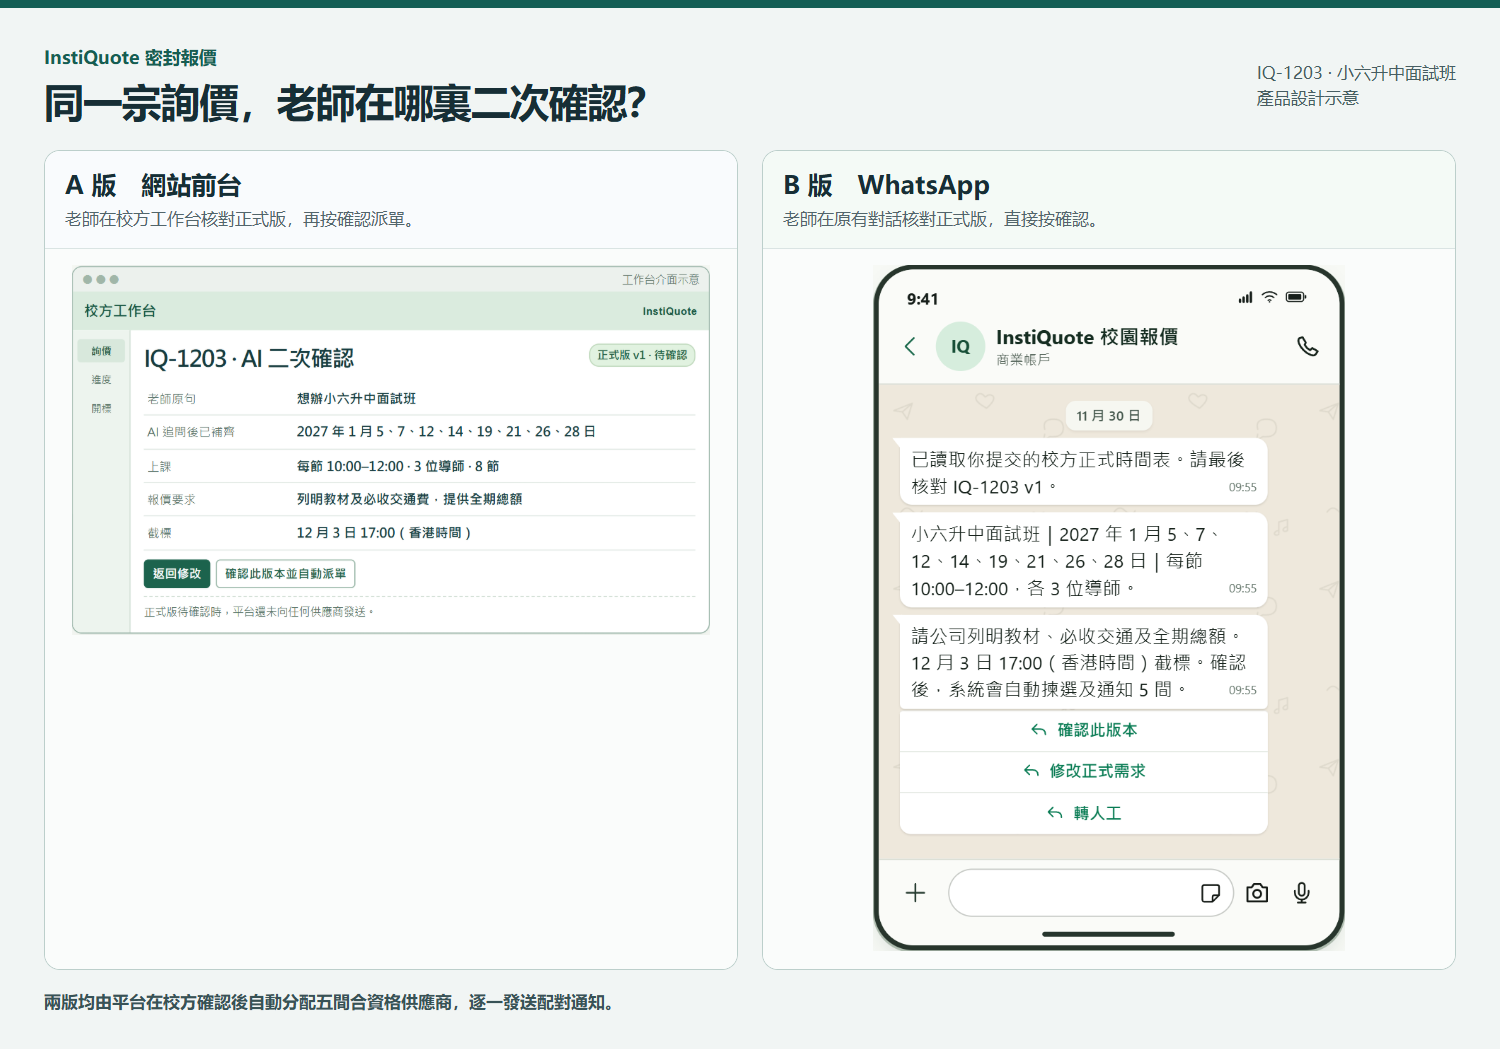 InstiQuote 密封報價
同一宗詢價，老師在哪裏二次確認？
IQ-1203 · 小六升中面試班
產品設計示意
A 版　網站前台
老師在校方工作台核對正式版，再按確認派單。
工作台介面示意
校方工作台
InstiQuote
詢價
進度
開標
IQ-1203 · AI 二次確認
正式版 v1 · 待確認
老師原句
想辦小六升中面試班
AI 追問後已補齊
2027 年 1 月 5、7、12、14、19、21、26、28 日
上課
每節 10:00–12:00 · 3 位導師 · 8 節
報價要求
列明教材及必收交通費，提供全期總額
截標
12 月 3 日 17:00（香港時間）
返回修改
確認此版本並自動派單
正式版待確認時，平台還未向任何供應商發送。
B 版　WhatsApp
老師在原有對話核對正式版，直接按確認。
9:41
IQ
InstiQuote 校園報價
商業帳戶
11 月 30 日
已讀取你提交的校方正式時間表。請最後
核對 IQ-1203 v1。
09:55
小六升中面試班｜2027 年 1 月 5、7、
12、14、19、21、26、28 日｜每節
10:00–12:00，各 3 位導師。
09:55
請公司列明教材、必收交通及全期總額。
12 月 3 日 17:00（香港時間）截標。確認
後，系統會自動揀選及通知 5 間。
09:55
確認此版本
修改正式需求
轉人工
兩版均由平台在校方確認後自動分配五間合資格供應商，逐一發送配對通知。